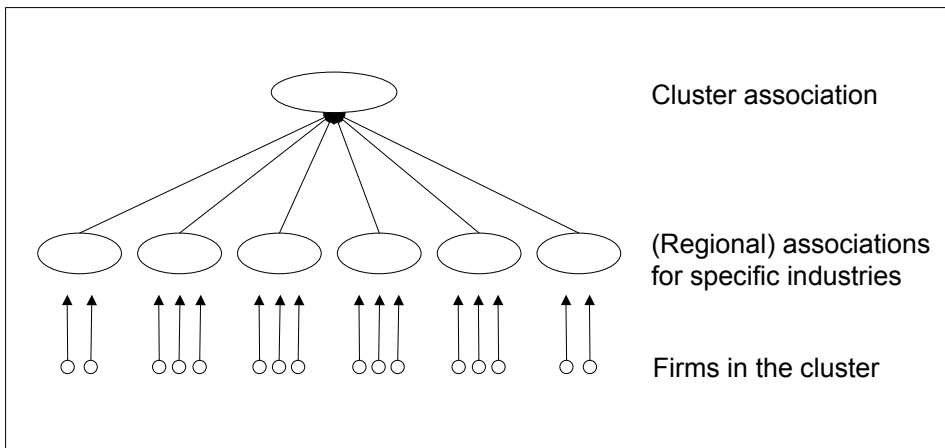 Cluster association
(Regional) associations
for specific industries
Firms in the cluster